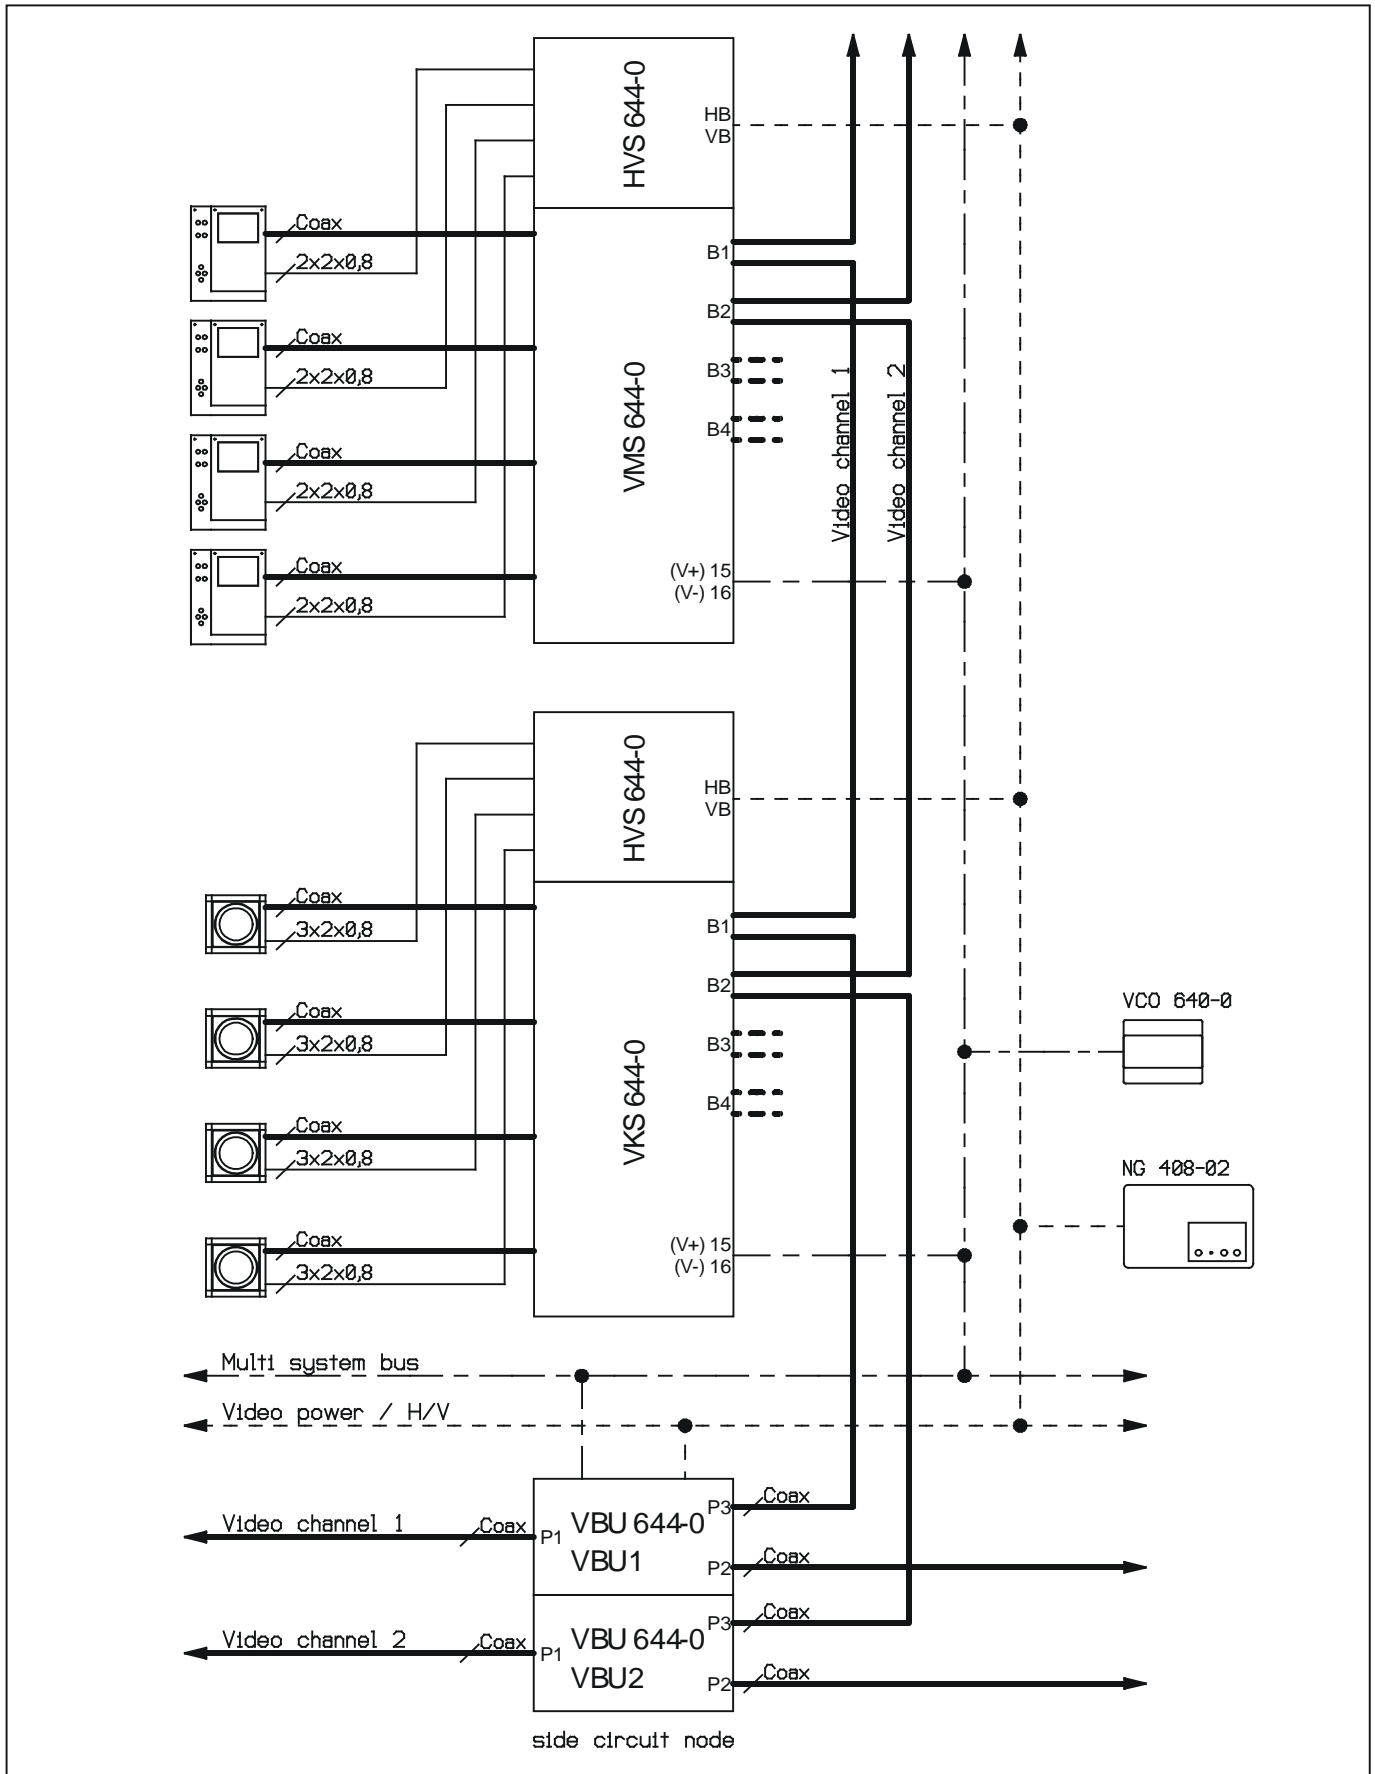 HVS 644-0
HB
VB
Coax
2x2x0,8
Coax
2x2x0,8
Coax
2x2x0,8
Coax
2x2x0,8
VMS 644-0
B1
B2
B3
B4
(V+) 15
(V-) 16
Video channel 1
Video channel 2
HVS 644-0
HB
VB
Coax
3x2x0,8
Coax
3x2x0,8
Coax
3x2x0,8
Coax
3x2x0,8
VKS 644-0
B1
B2
B3
B4
(V+) 15
(V-) 16
VCO 640-0
NG 408-02
Multi system bus
Video power / H/V
Video channel 1
Coax
P1
VBU 644-0
VBU1
P3
Coax
P2
Coax
Video channel 2
Coax
P1
VBU 644-0
VBU2
P3
Coax
P2
Coax
side circuit node